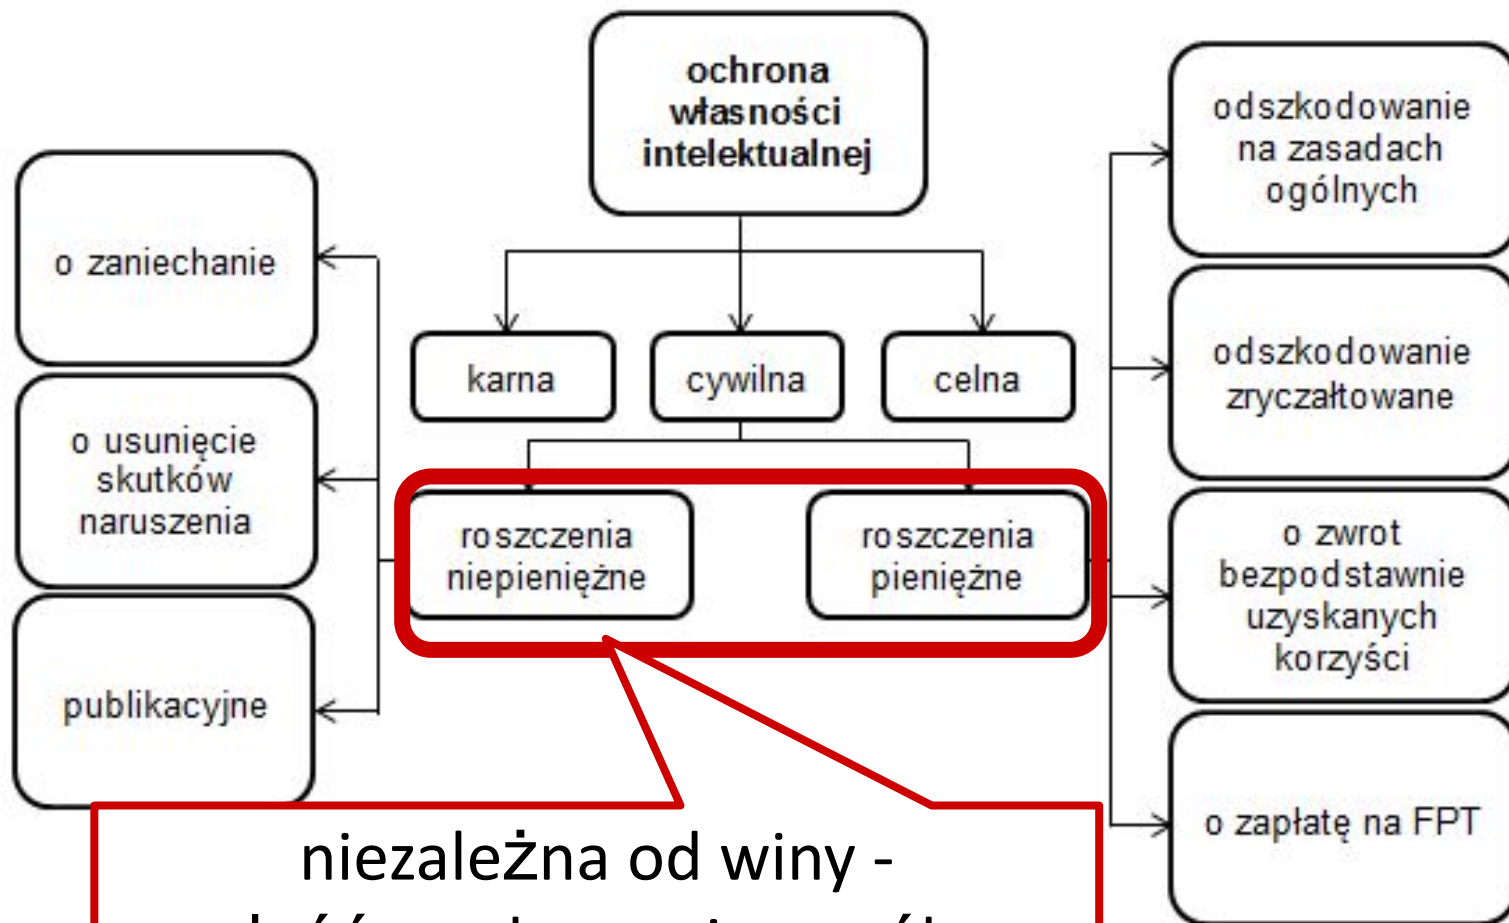 ochrona
własności
intelektualnej
karna
cywilna
celna
roszczenia
niepieniężne
roszczenia
pieniężne
o zaniechanie
o usunięcie
skutków
naruszenia
publikacyjne
odszkodowanie
na zasadach
ogólnych
odszkodowanie
zryczałtowane
o zwrot
bezpodstawnie
uzyskanych
korzyści
o zapłatę na FPT
niezależna od winy -